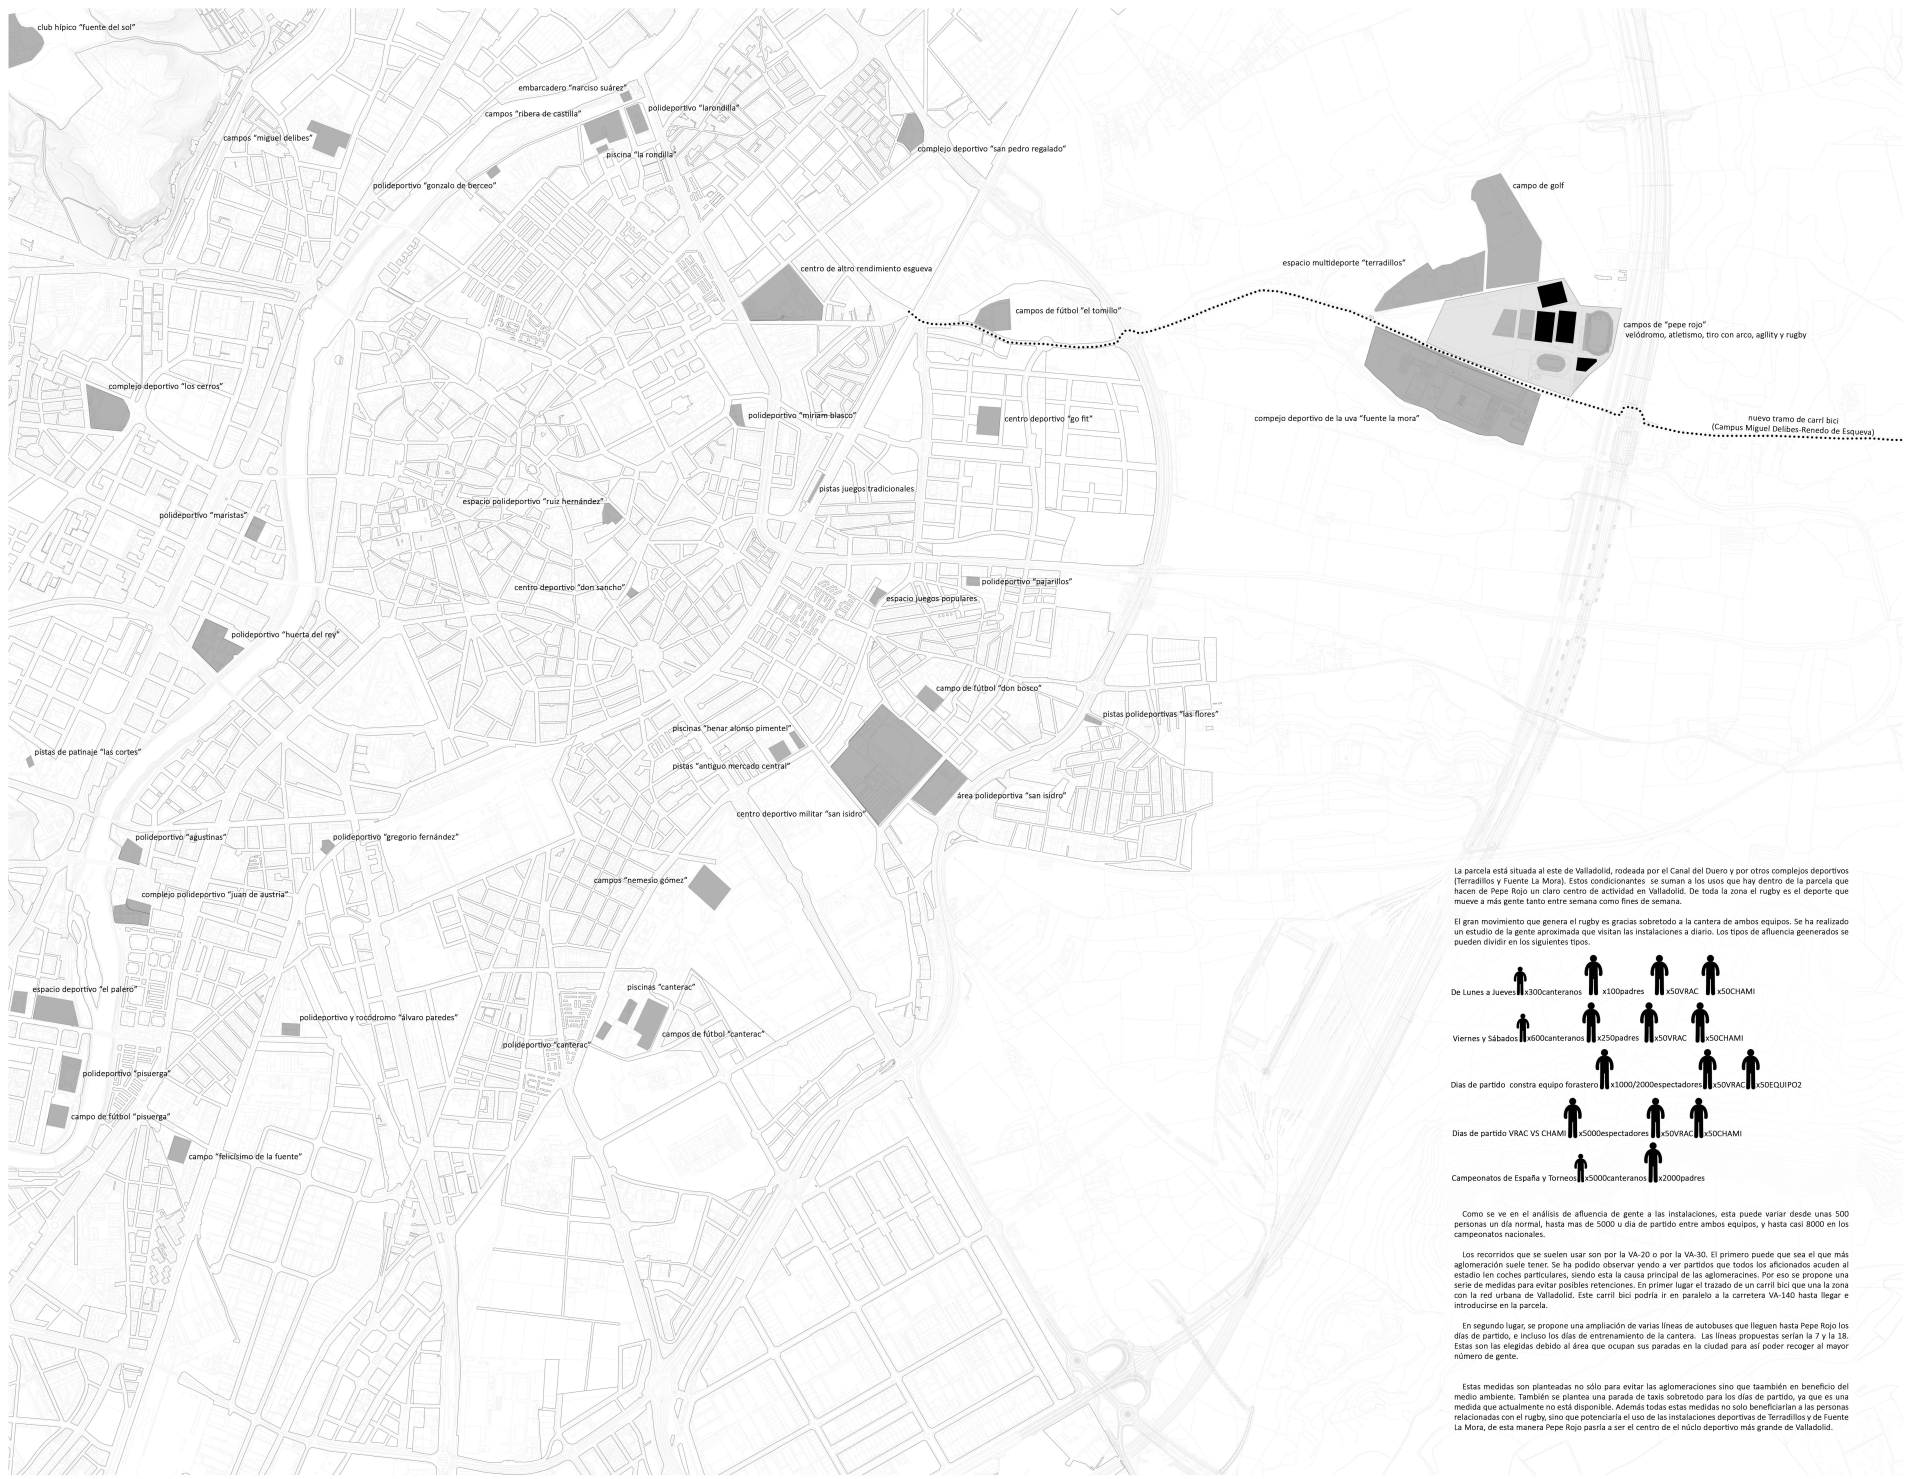 club hípico “fuente del sol”
embarcadero “narciso suárez”
campos “ribera de castilla”
polideportivo “larondilla”
campos “miguel delibes”
piscina “la rondilla”
complejo deportivo “san pedro regalado”
polideportivo “gonzalo de berceo”
campo de golf
centro de altro rendimiento esgueva
espacio multideporte “terradillos”
campos de fútbol “el tomillo”
campos de “pepe rojo”
velódromo, atletismo, tiro con arco, agility y rugby
complejo deportivo “los cerros”
polideportivo “miriam blasco”
centro deportivo “go fit”
compejo deportivo de la uva “fuente la mora”
nuevo tramo de carril bici
(Campus Miguel Delibes-Renedo de Esqueva)
pistas juegos tradicionales
espacio polideportivo “ruiz hernández”
polideportivo “maristas”
centro deportivo “don sancho”
polideportivo “pajarillos”
espacio juegos populares
polideportivo “huerta del rey”
campo de fútbol “don bosco”
pistas polideportivas “las flores”
piscinas “henar alonso pimentel”
pistas de patinaje “las cortes”
pistas “antiguo mercado central”
área polideportiva “san isidro”
centro deportivo militar “san isidro”
polideportivo “agustinas”
polideportivo “gregorio fernández”
campos “nemesio gómez”
complejo polideportivo “juan de austria”
espacio deportivo “el palero”
piscinas “canterac”
polideportivo y rocódromo “álvaro paredes”
campos de fútbol “canterac”
polideportivo “canterac”
polideportivo “pisuerga”
campo de fútbol “pisuerga”
campo “felicísimo de la fuente”
La parcela está situada al este de Valladolid, rodeada por el Canal del Duero y por otros complejos deportivos
(Terradillos y Fuente La Mora). Estos condicionantes se suman a los usos que hay dentro de la parcela que
hacen de Pepe Rojo un claro centro de actividad en Valladolid. De toda la zona el rugby es el deporte que
mueve a más gente tanto entre semana como fines de semana.
El gran movimiento que genera el rugby es gracias sobretodo a la cantera de ambos equipos. Se ha realizado
un estudio de la gente aproximada que visitan las instalaciones a diario. Los tipos de afluencia geenerados se
pueden dividir en los siguientes tipos.
De Lunes a Jueves x300canteranos x100padres x50VRAC x50CHAMI
Viernes y Sábados x600canteranos x250padres x50VRAC x50CHAMI
Dias de partido constra equipo forastero x1000/2000espectadores x50VRAC x50EQUIPO2
Dias de partido VRAC VS CHAMI x5000espectadores x50VRAC x50CHAMI
Campeonatos de España y Torneos x5000canteranos x2000padres
Como se ve en el análisis de afluencia de gente a las instalaciones, esta puede variar desde unas 500
personas un día normal, hasta mas de 5000 u dia de partido entre ambos equipos, y hasta casi 8000 en los
campeonatos nacionales.
Los recorridos que se suelen usar son por la VA-20 o por la VA-30. El primero puede que sea el que más
aglomeración suele tener. Se ha podido observar yendo a ver partidos que todos los aficionados acuden al
estadio len coches particulares, siendo esta la causa principal de las aglomeracines. Por eso se propone una
serie de medidas para evitar posibles retenciones. En primer lugar el trazado de un carril bici que una la zona
con la red urbana de Valladolid. Este carril bici podría ir en paralelo a la carretera VA-140 hasta llegar e
introducirse en la parcela.
En segundo lugar, se propone una ampliación de varias líneas de autobuses que lleguen hasta Pepe Rojo los
días de partido, e incluso los días de entrenamiento de la cantera. Las líneas propuestas serían la 7 y la 18.
Estas son las elegidas debido al área que ocupan sus paradas en la ciudad para así poder recoger al mayor
número de gente.
Estas medidas son planteadas no sólo para evitar las aglomeraciones sino que taambién en beneficio del
medio ambiente. También se plantea una parada de taxis sobretodo para los días de partido, ya que es una
medida que actualmente no está disponible. Además todas estas medidas no solo beneficiarían a las personas
relacionadas con el rugby, sino que potenciaría el uso de las instalaciones deportivas de Terradillos y de Fuente
La Mora, de esta manera Pepe Rojo pasría a ser el centro de el núclo deportivo más grande de Valladolid.